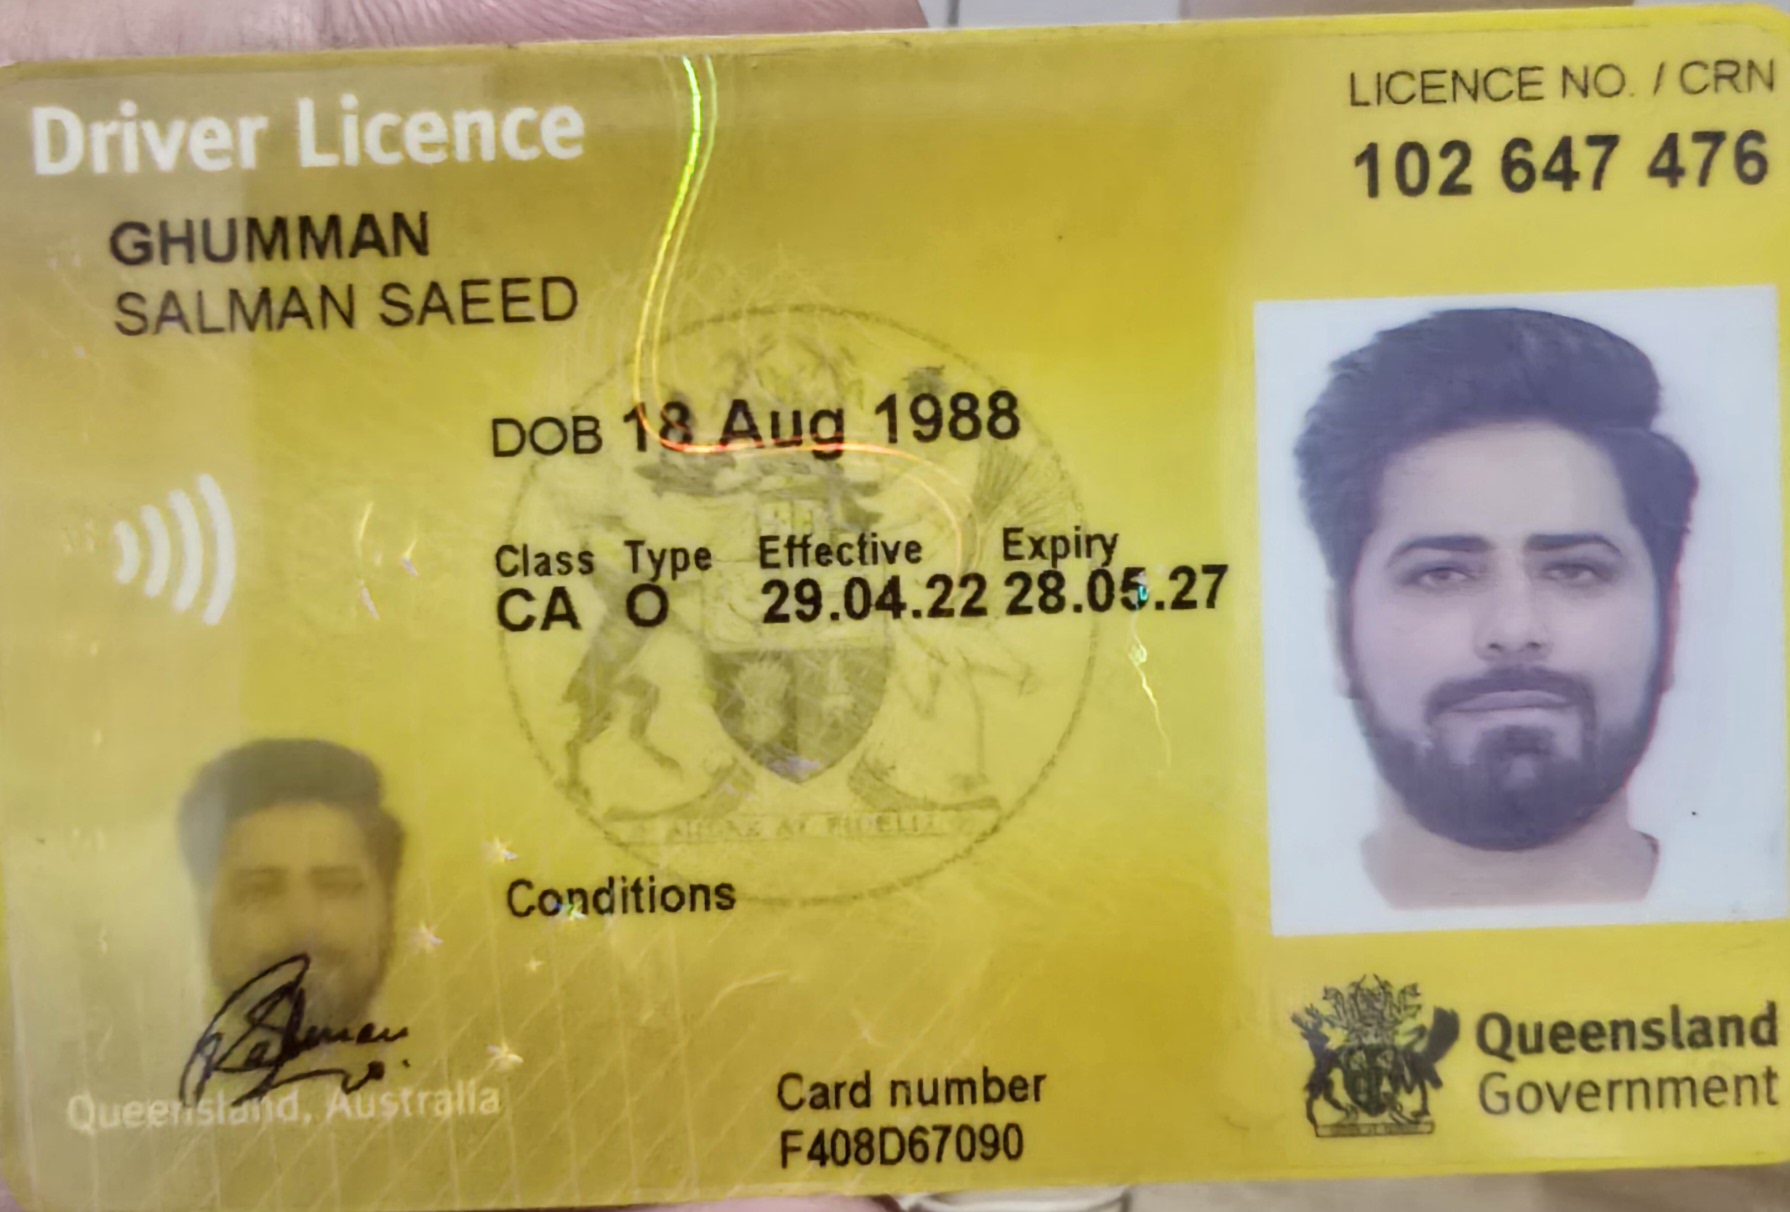 Driver Licence
LICENCE NO. / CRN
102 647 476
GHUMMAN
SALMAN SAEED
DOB 18 Aug 1988
Class Type Effective Expiry
CA O 29.04.22 28.05.27
Conditions
Queensland, Australia
Card number
F408D67090
Queensland
Government